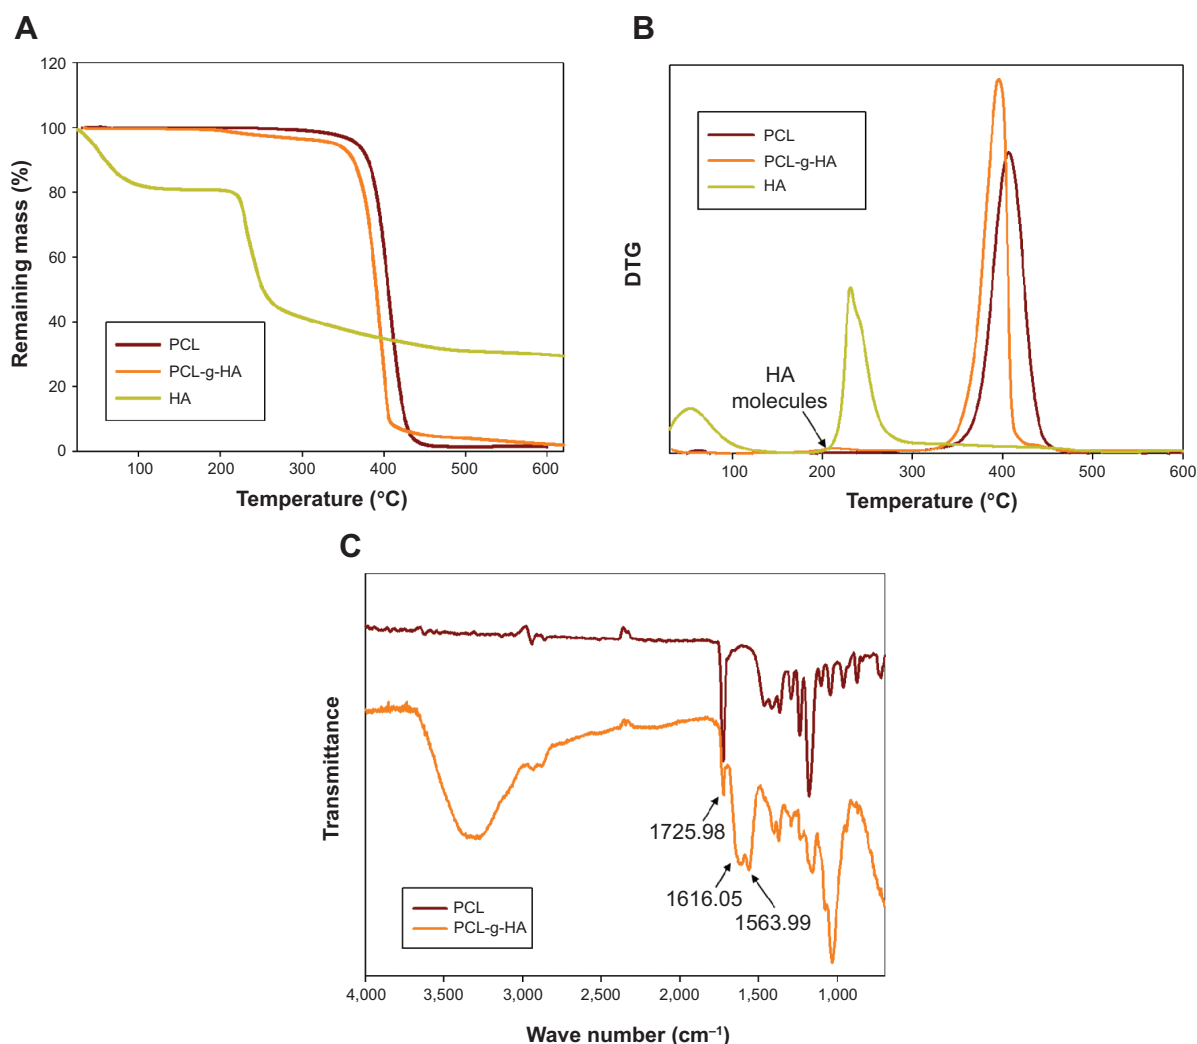 A
120
100
80
60
40
20
0
Remaining mass (%)
PCL
PCL-g-HA
HA
100
200
300
400
500
600
Temperature (°C)
B
DTG
PCL
PCL-g-HA
HA
HA
molecules
100
200
300
400
500
600
Temperature (°C)
C
Transmittance
1725.98
1616.05
1563.99
PCL
PCL-g-HA
4,000
3,500
3,000
2,500
2,000
1,500
1,000
Wave number (cm⁻¹)